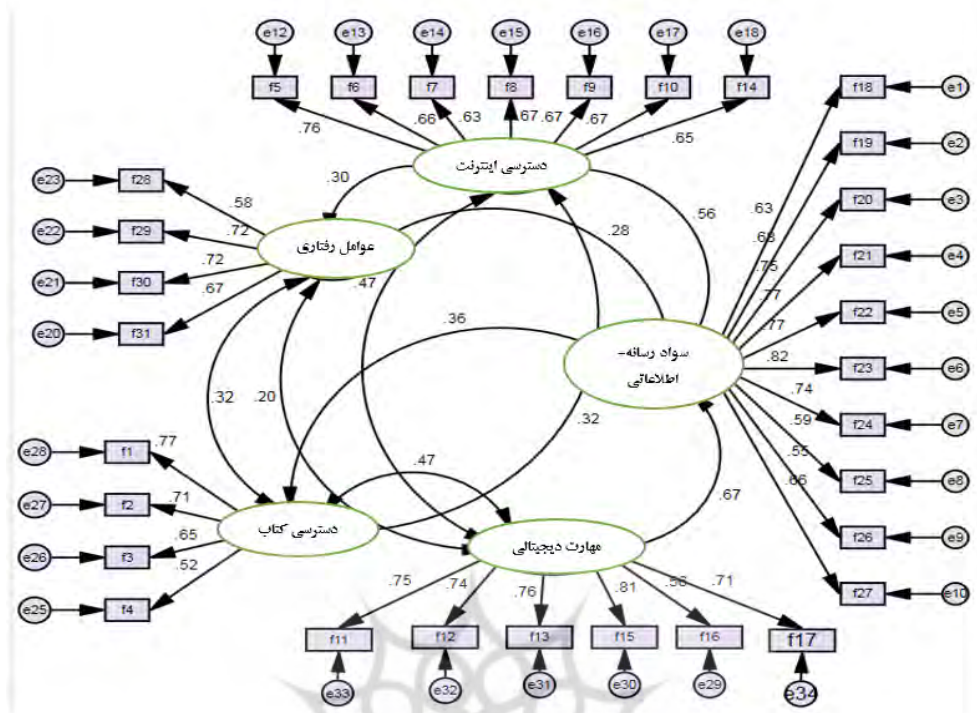 e12 e13 e14 e15 e16 e17 e18
f5 f6 f7 f8 f9 f10 f14
.76 .66 .63 .67 .67 .67 .65
دسترسی اینترنت
e23 f28 .58
e22 f29 .72
e21 f30 .72
e20 f31 .67
عوامل رفتاری
.30
.28
.56
.47
.36
.32
.20
.32
.47
.67
سواد رسانه-
اطلاعاتی
.63 f18 e1
.68 f19 e2
.75 f20 e3
.77 f21 e4
.77 f22 e5
.82 f23 e6
.74 f24 e7
.59 f25 e8
.55 f26 e9
.66 f27 e10
e28 f1 .77
e27 f2 .71
e26 f3 .65
e25 f4 .52
دسترسی کتاب
مهارت دیجیتالی
.75 .74 .76 .81 .71
f11 f12 f13 f15 f16 f17
e33 e32 e31 e30 e29 e34